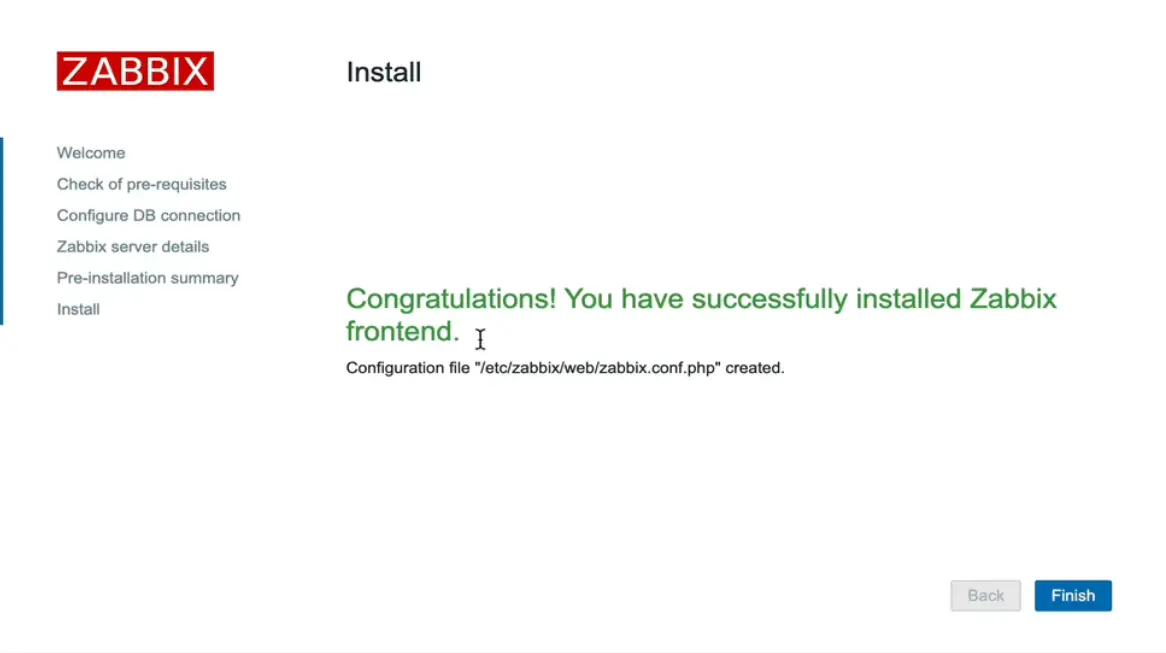 ZABBIX
Install
Welcome
Check of pre-requisites
Configure DB connection
Zabbix server details
Pre-installation summary
Install
Congratulations! You have successfully installed Zabbix
frontend.
Configuration file "/etc/zabbix/web/zabbix.conf.php" created.
Back
Finish